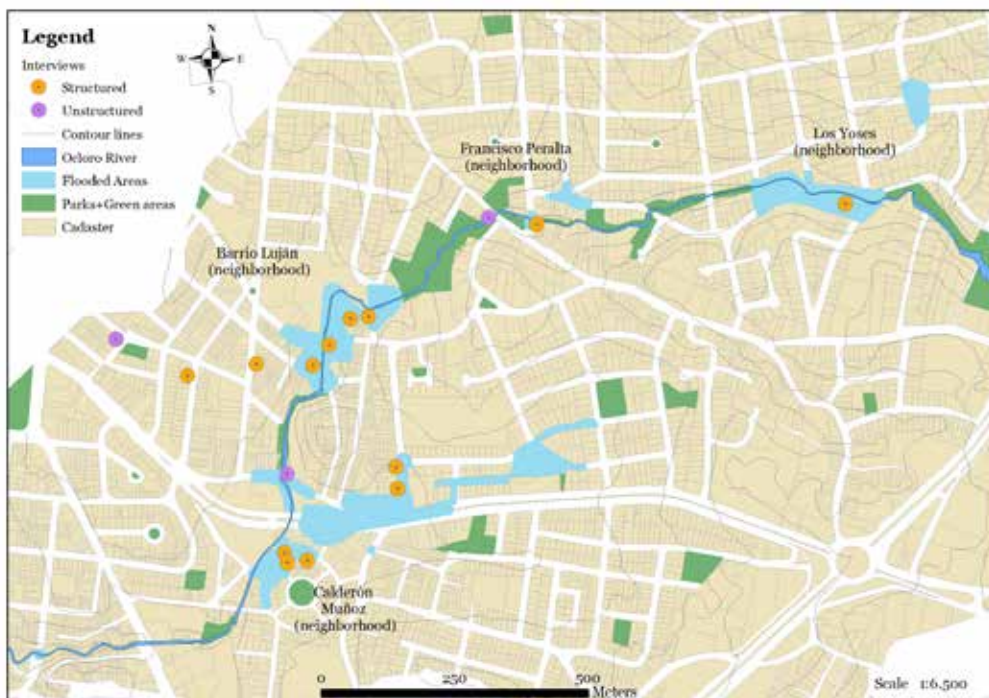 Legend
Interviews
Structured
Unstructured
Contour lines
Ocloro River
Flooded Areas
Parks+Green areas
Cadaster
N
W E
S
Francisco Peralta
(neighborhood)
Los Yoses
(neighborhood)
Barrio Luján
(neighborhood)
Calderón
Muñoz
(neighborhood)
0 250 500
Meters
Scale 1:6,500